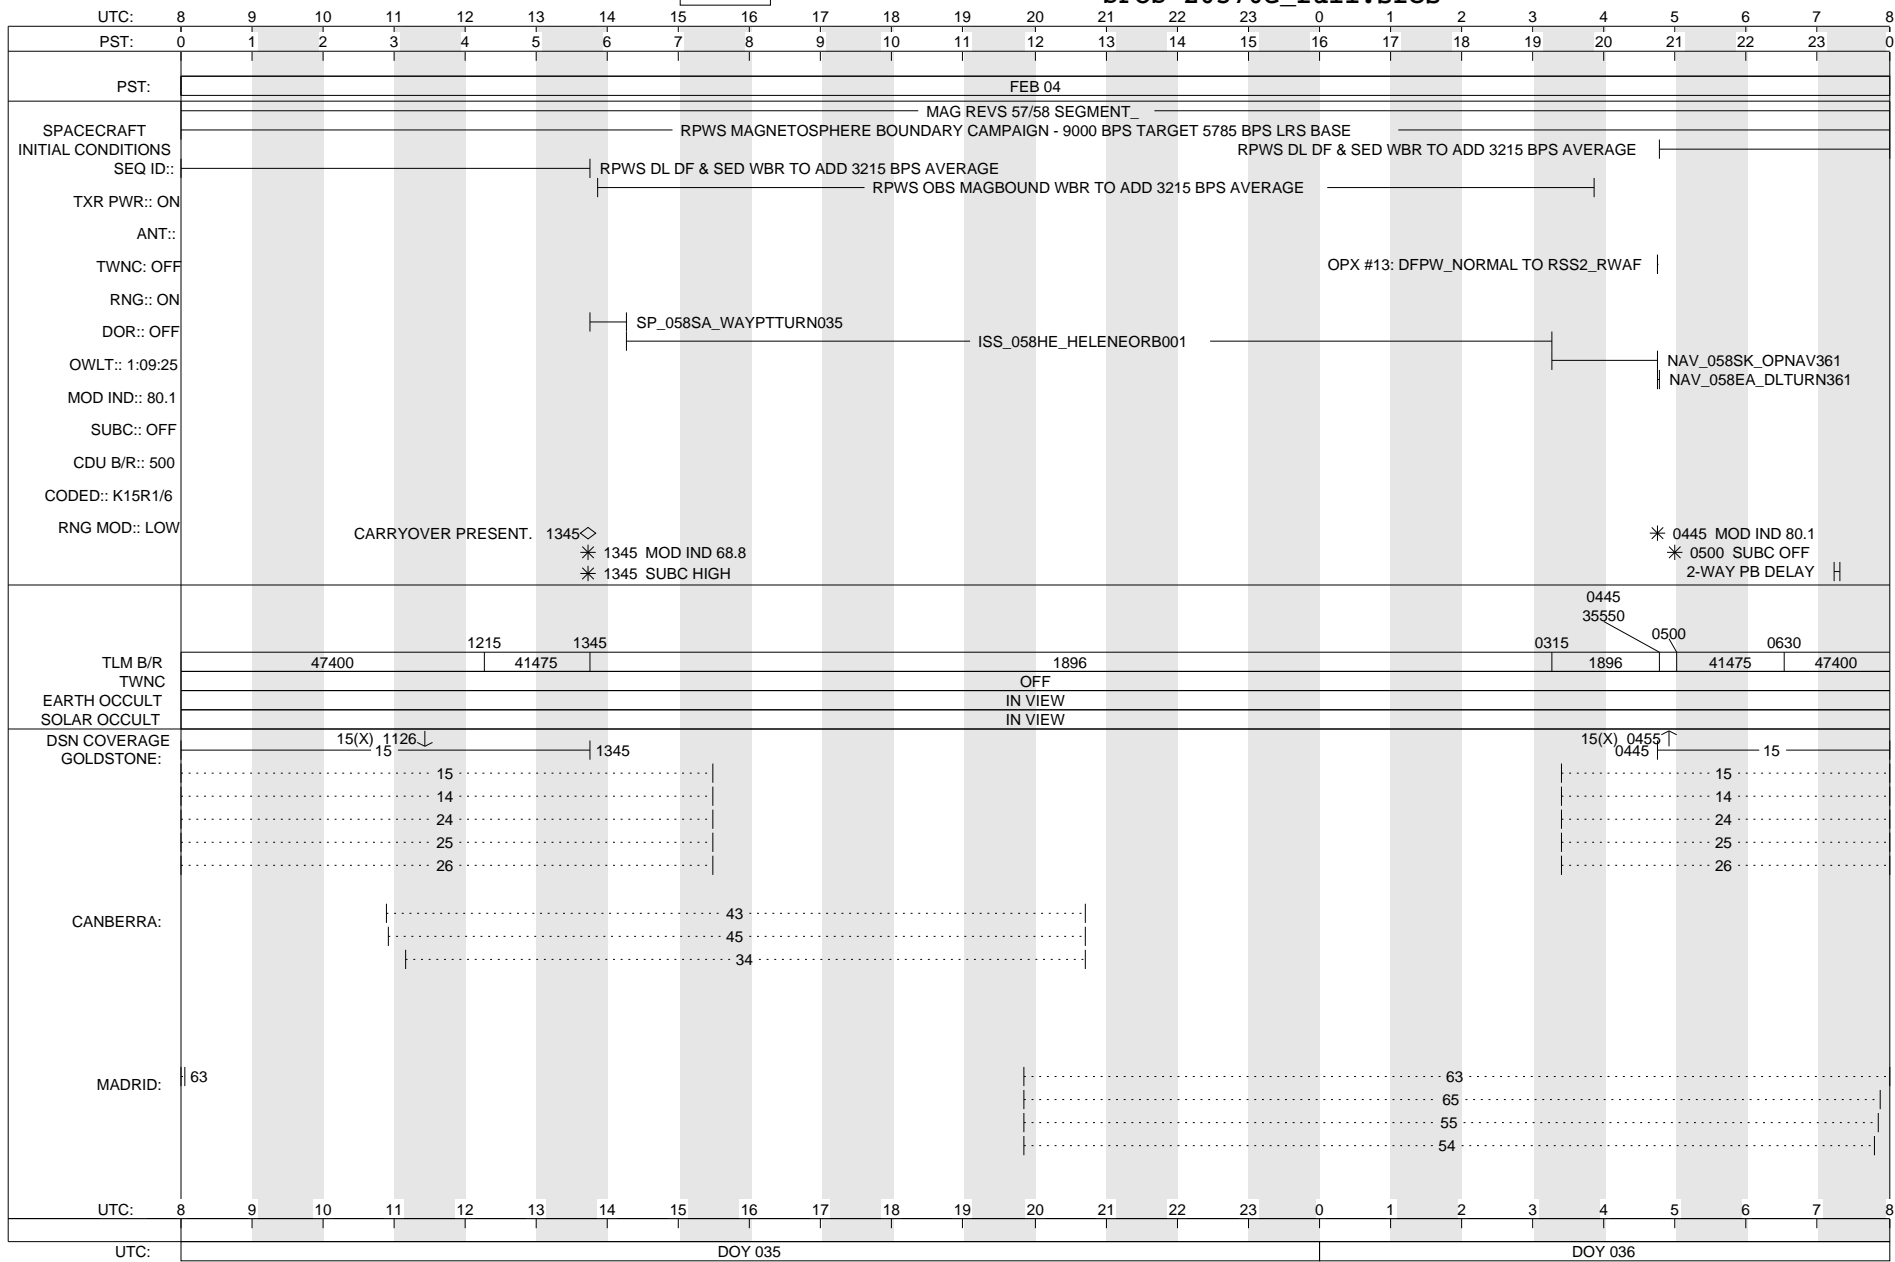 UTC: 8 9 10 11 12 13 14 15 16 17 18 19 20 21 22 23 0 1 2 3 4 5 6 7 8
PST: 0 1 2 3 4 5 6 7 8 9 10 11 12 13 14 15 16 17 18 19 20 21 22 23 0
PST: FEB 04
MAG REVS 57/58 SEGMENT_
SPACECRAFT RPWS MAGNETOSPHERE BOUNDARY CAMPAIGN - 9000 BPS TARGET 5785 BPS LRS BASE
INITIAL CONDITIONS RPWS DL DF & SED WBR TO ADD 3215 BPS AVERAGE
SEQ ID:: RPWS DL DF & SED WBR TO ADD 3215 BPS AVERAGE
RPWS OBS MAGBOUND WBR TO ADD 3215 BPS AVERAGE
TXR PWR:: ON
ANT::
TWNC: OFF OPX #13: DFPW_NORMAL TO RSS2_RWAF
RNG:: ON
SP_058SA_WAYPTTURN035
DOR:: OFF
ISS_058HE_HELENEORB001
OWLT:: 1:09:25 NAV_058SK_OPNAV361
NAV_058EA_DLTURN361
MOD IND:: 80.1
SUBC:: OFF
CDU B/R:: 500
CODED:: K15R1/6
RNG MOD:: LOW CARRYOVER PRESENT. 1345 0445 MOD IND 80.1
1345 MOD IND 68.8 0500 SUBC OFF
1345 SUBC HIGH 2-WAY PB DELAY
0445
35550
0500
1215 1345 0315 0630
TLM B/R 47400 41475 1896 1896 41475 47400
TWNC OFF
EARTH OCCULT IN VIEW
SOLAR OCCULT IN VIEW
DSN COVERAGE 15(X) 1126 15(X) 0455
15 1345 0445 15
GOLDSTONE:
15 15
14 14
24 24
25 25
26 26
CANBERRA: 43
45
34
MADRID: 63 63
65
55
54
UTC: 8 9 10 11 12 13 14 15 16 17 18 19 20 21 22 23 0 1 2 3 4 5 6 7 8
UTC: DOY 035 DOY 036